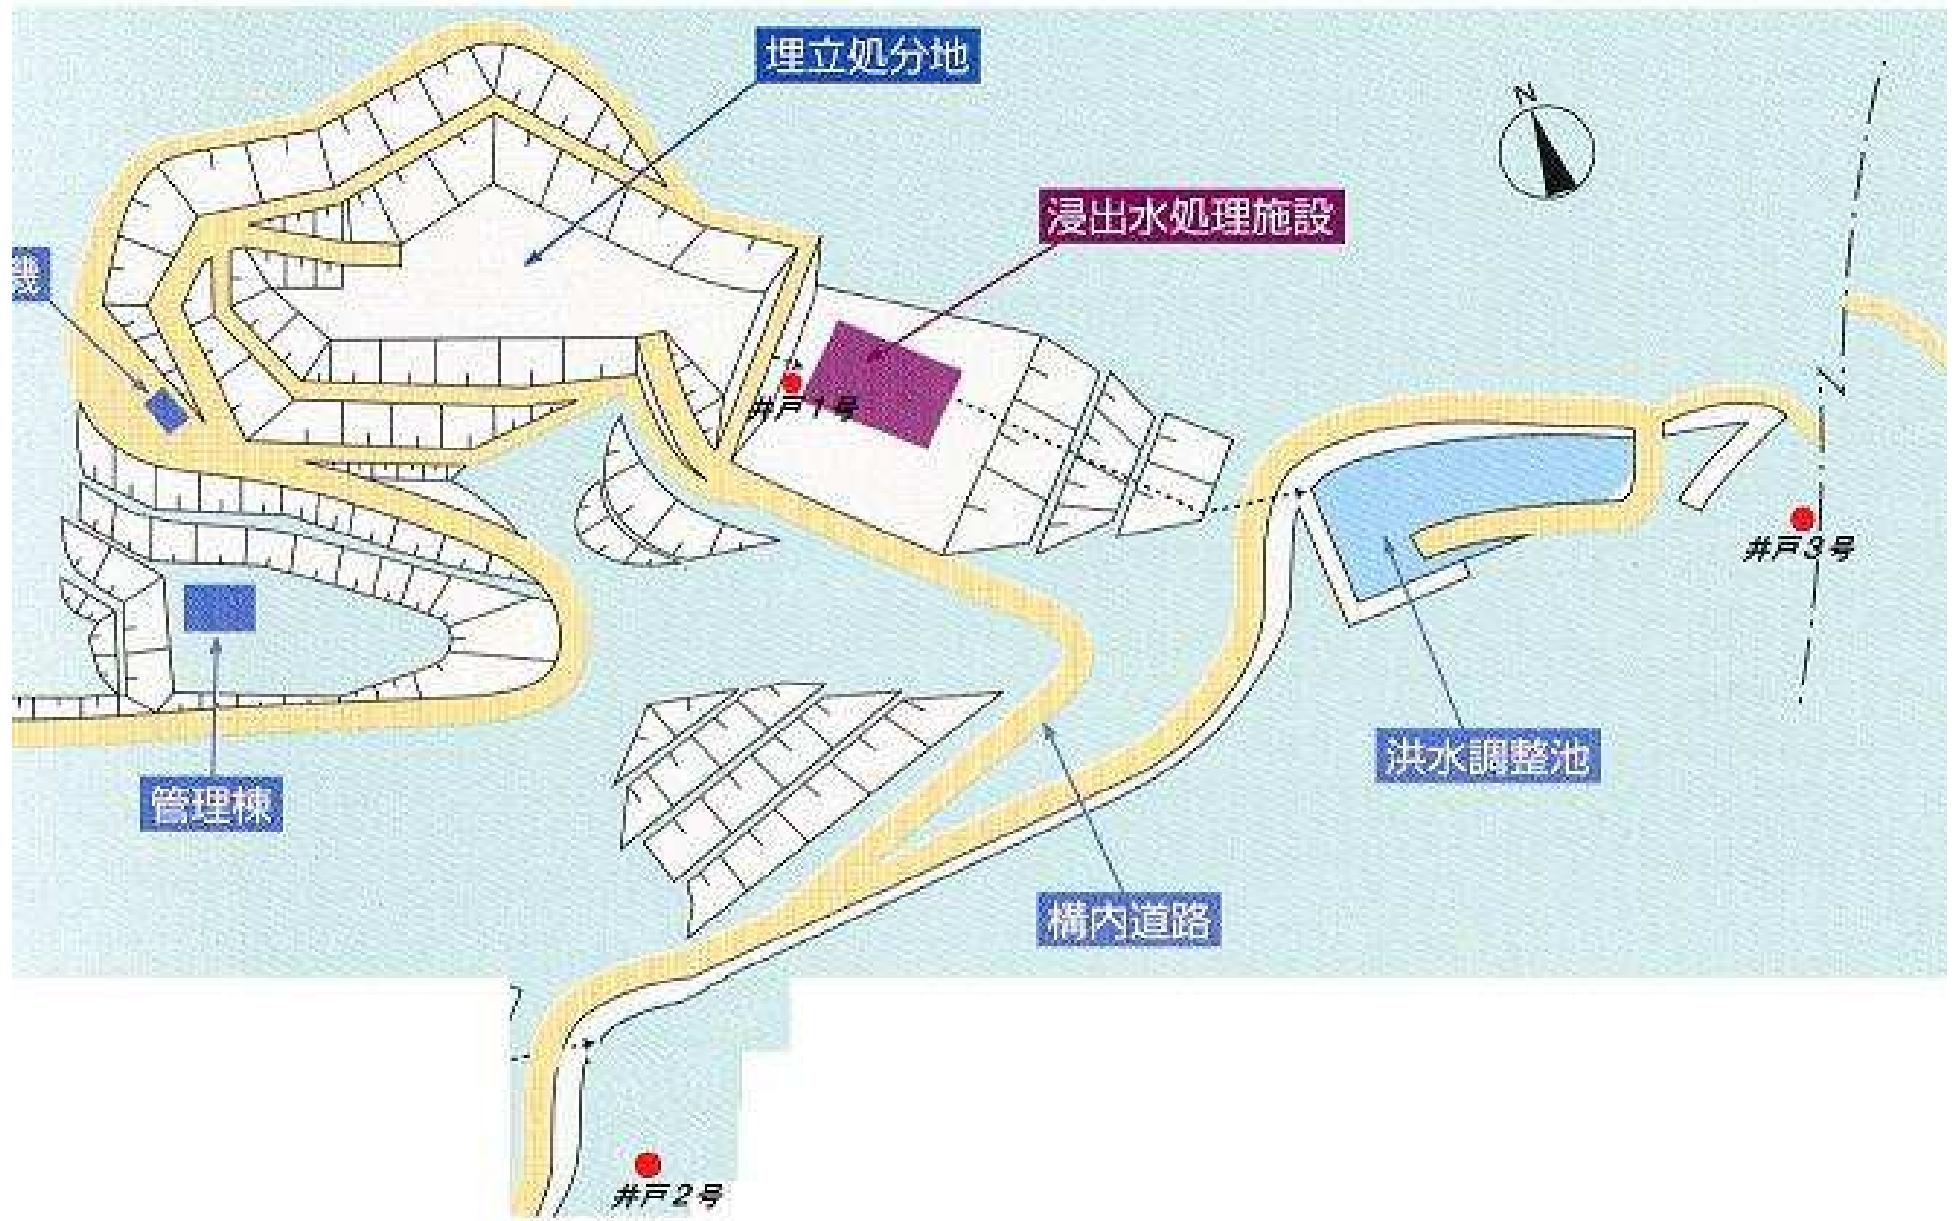 埋立処分地
N
浸出水処理施設
機
井戸1号
井戸3号
洪水調整池
管理棟
構内道路
井戸2号